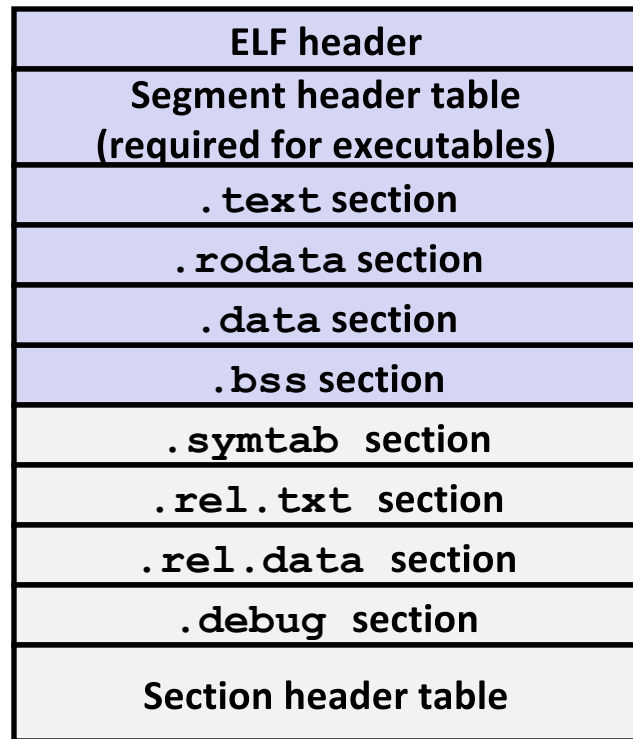 ELF header
Segment header table
(required for executables)
.text section
.rodata section
.data section
.bss section
.symtab section
.rel.txt section
.rel.data section
.debug section
Section header table